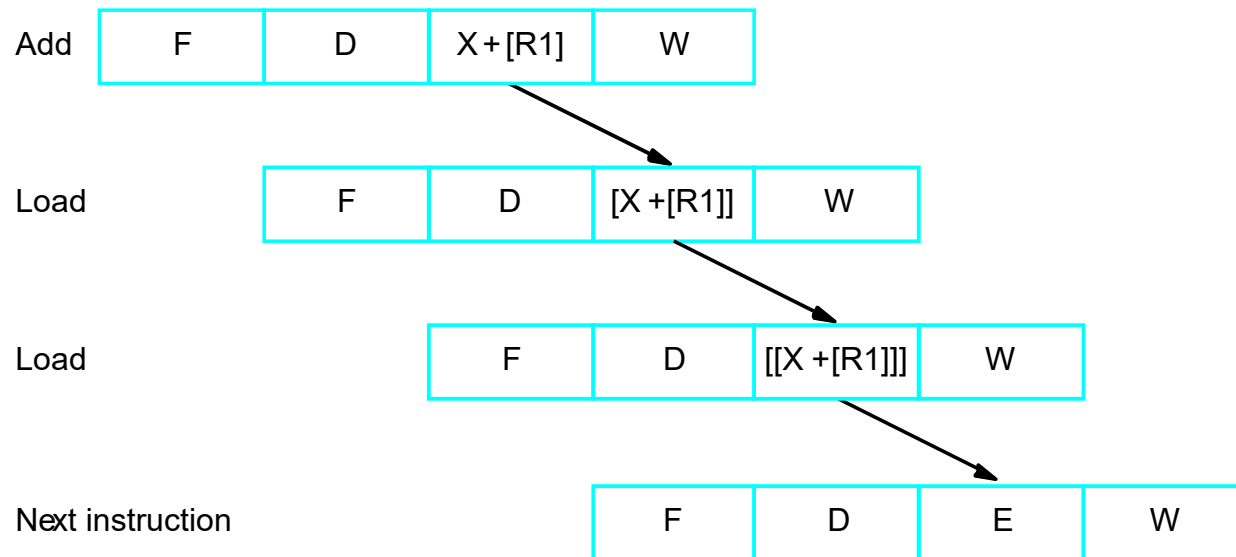 Add F D X + [R1] W
Load F D [X +[R1]] W
Load F D [[X +[R1]]] W
Next instruction F D E W